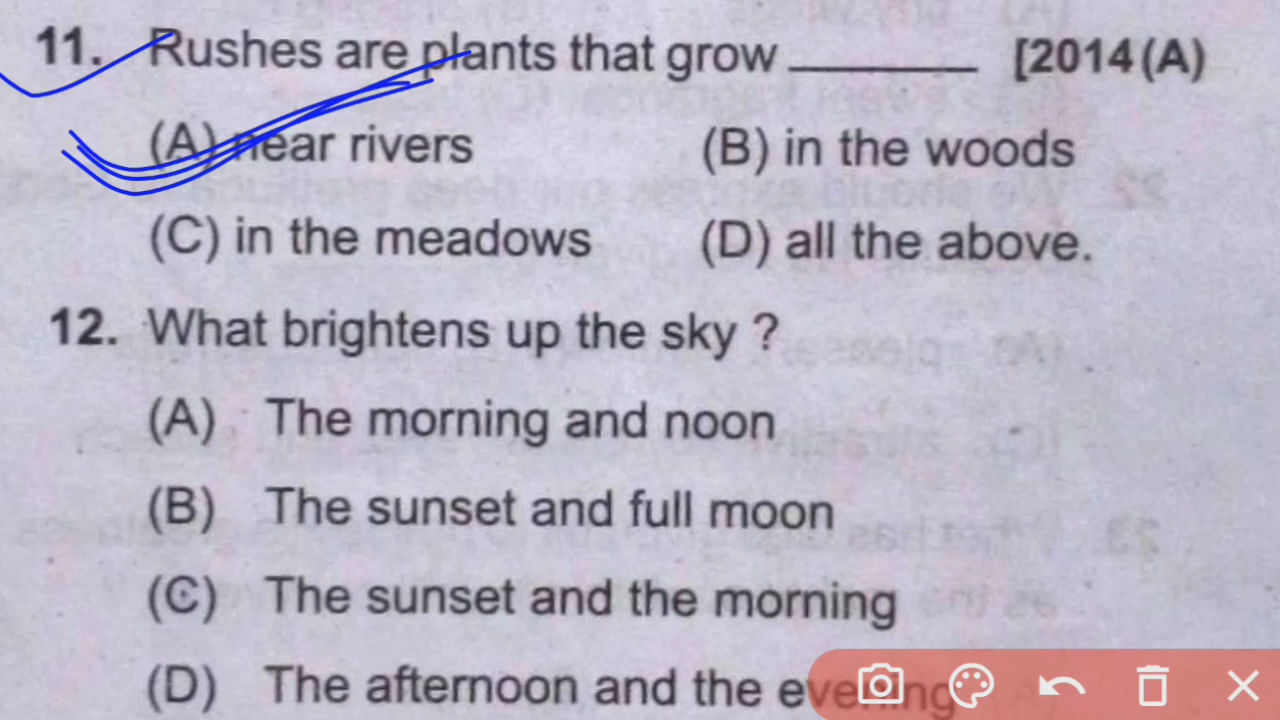 11. Rushes are plants that grow ________ [2014(A)
(A) near rivers (B) in the woods
(C) in the meadows (D) all the above.
12. What brightens up the sky ?
(A) The morning and noon
(B) The sunset and full moon
(C) The sunset and the morning
(D) The afternoon and the evening